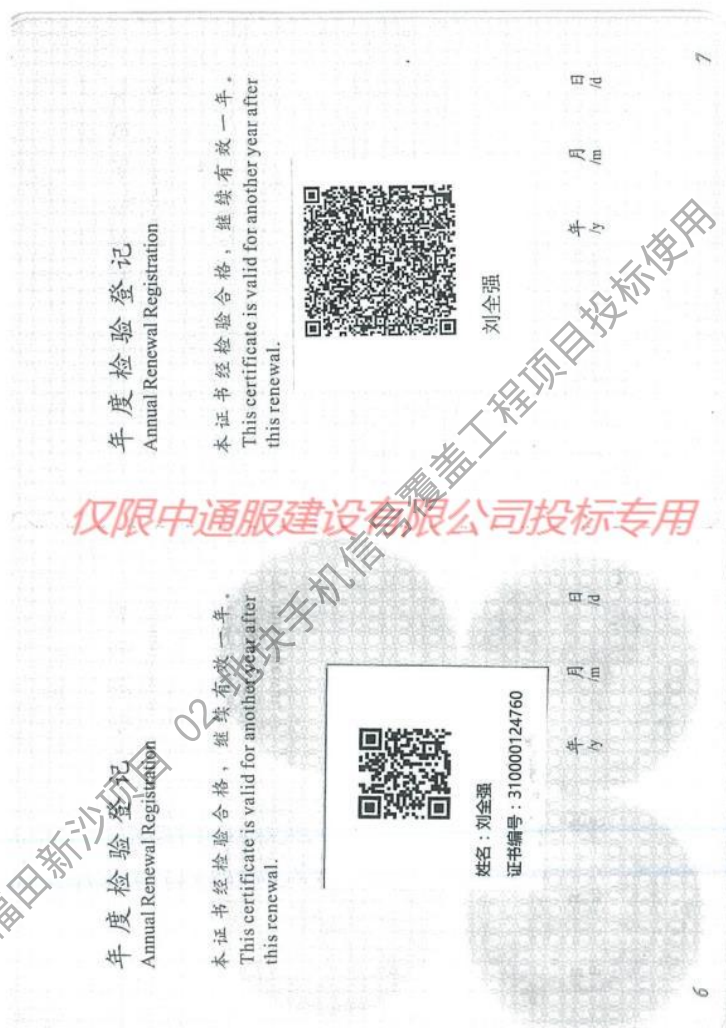 年度检验登记
Annual Renewal Registration
本证书经检验合格，继续有效一年。
This certificate is valid for another year after
this renewal.
姓名：刘全强
证书编号：310000124760
年 月 日
/y /m /d
6
年度检验登记
Annual Renewal Registration
本证书经检验合格，继续有效一年。
This certificate is valid for another year after
this renewal.
刘全强
年 月 日
/y /m /d
7
仅限中通服建设有限公司投标专用
福田新沙项目 02 地块手机信号覆盖工程项目投标使用